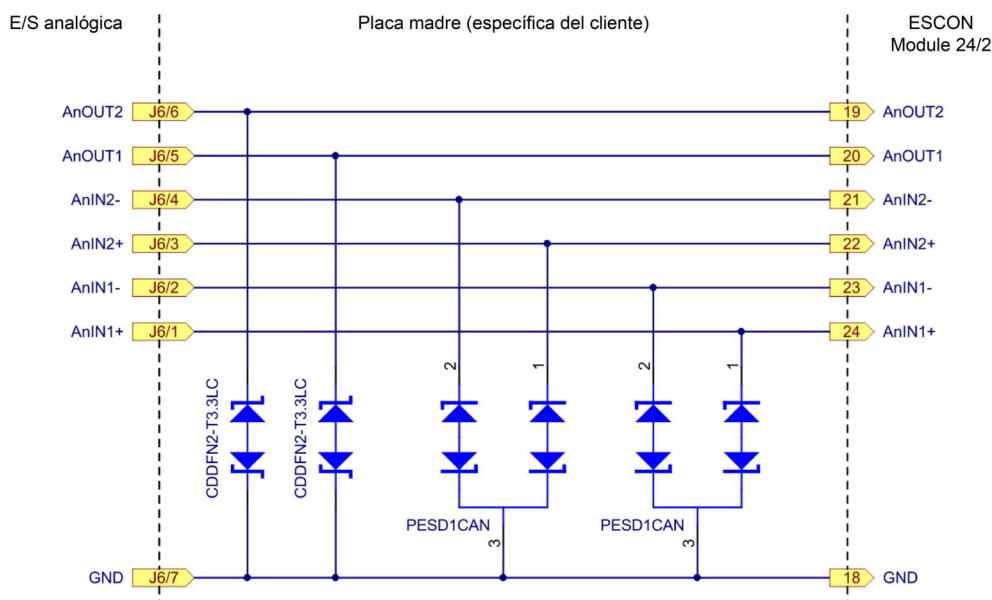 E/S analógica
Placa madre (específica del cliente)
ESCON
Module 24/2
AnOUT2 J6/6 19 AnOUT2
AnOUT1 J6/5 20 AnOUT1
AnIN2- J6/4 21 AnIN2-
AnIN2+ J6/3 22 AnIN2+
AnIN1- J6/2 23 AnIN1-
AnIN1+ J6/1 24 AnIN1+
2 1 2 1
CDDFN2-T3.3LC
CDDFN2-T3.3LC
PESD1CAN
PESD1CAN
3 3
GND J6/7 18 GND